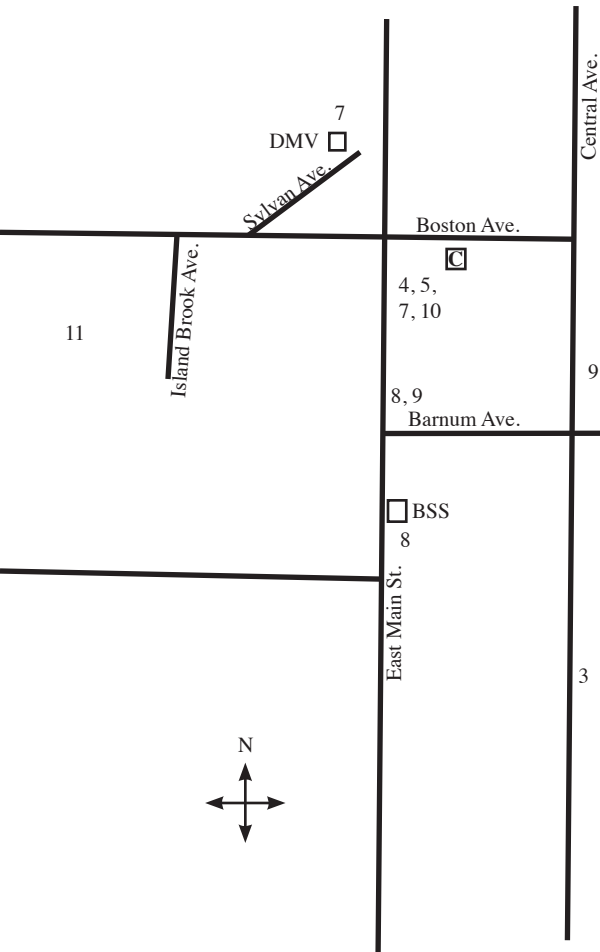 Central Ave.
7
DMV
Sylvan Ave.
Boston Ave.
C
4, 5,
7, 10
Island Brook Ave.
11
9
8, 9
Barnum Ave.
BSS
8
East Main St.
3
N